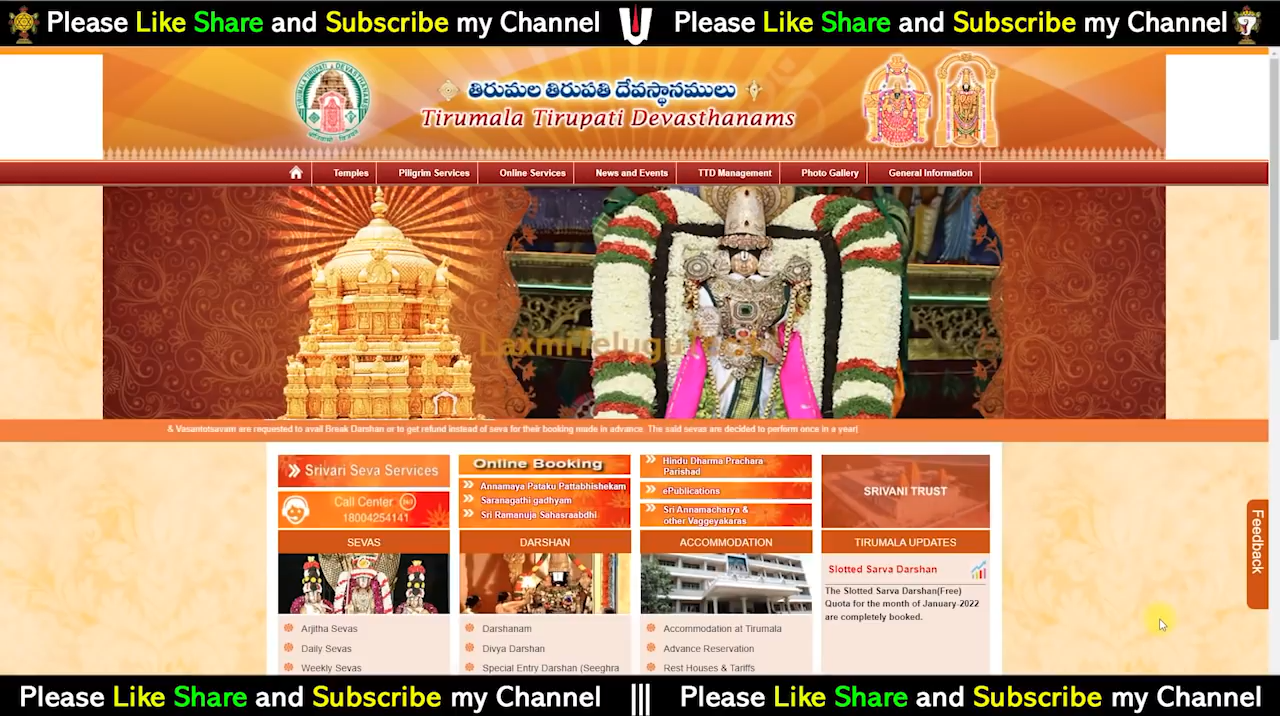 Please Like Share and Subscribe my Channel
Please Like Share and Subscribe my Channel
తిరుమల తిరుపతి దేవస్థానములు
Tirumala Tirupati Devasthanams
TIRUMALA TIRUPATI DEVASTHANAMS
Temples
Piligrim Services
Online Services
News and Events
TTD Management
Photo Gallery
General Information
LaxmiTelugu
& Vasantotsavam are requested to avail Break Darshan or to get refund instead of seva for their booking made in advance. The said sevas are decided to perform once in a year|
Srivari Seva Services
Call Center 24/7
18004254141
Online Booking
Annamaya Pataku Pattabhishekam
Saranagathi gadhyam
Sri Ramanuja Sahasraabdhi
Hindu Dharma Prachara
Parishad
ePublications
Sri Annamacharya &
other Vaggeyakaras
SRIVANI TRUST
SEVAS
Arjitha Sevas
Daily Sevas
Weekly Sevas
DARSHAN
Darshanam
Divya Darshan
Special Entry Darshan (Seeghra
ACCOMMODATION
Accommodation at Tirumala
Advance Reservation
Rest Houses & Tariffs
TIRUMALA UPDATES
Slotted Sarva Darshan
The Slotted Sarva Darshan(Free)
Quota for the month of January-2022
are completely booked.
Feedback
Please Like Share and Subscribe my Channel ||| Please Like Share and Subscribe my Channel